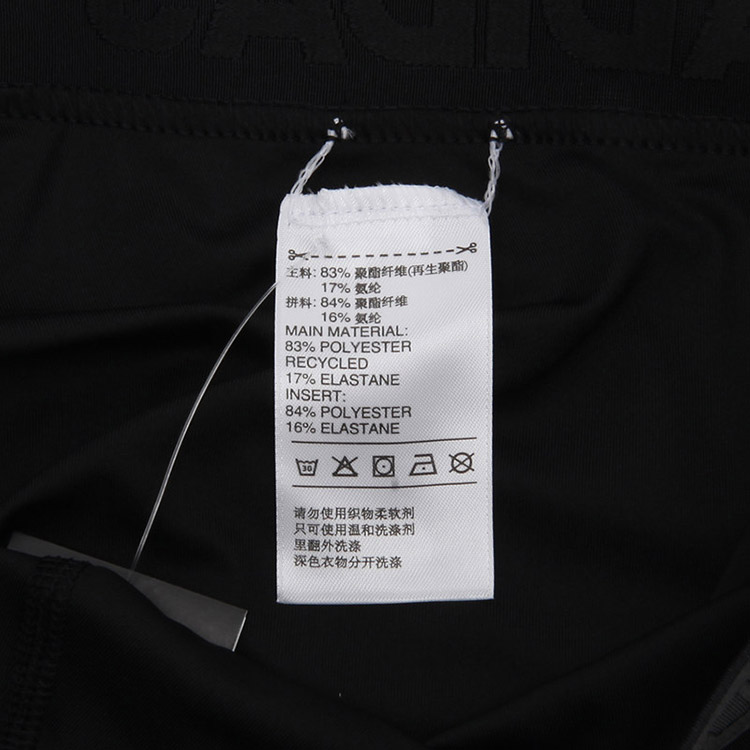 主料: 83% 聚酯纤维(再生聚酯)
17% 氨纶
拼料: 84% 聚酯纤维
16% 氨纶
MAIN MATERIAL:
83% POLYESTER
RECYCLED
17% ELASTANE
INSERT:
84% POLYESTER
16% ELASTANE
30
请勿使用织物柔软剂
只可使用温和洗涤剂
里翻外洗涤
深色衣物分开洗涤